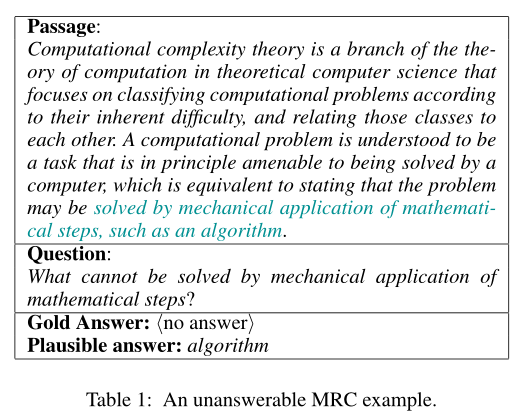 Passage:
Computational complexity theory is a branch of the the-
ory of computation in theoretical computer science that
focuses on classifying computational problems according
to their inherent difficulty, and relating those classes to
each other. A computational problem is understood to be
a task that is in principle amenable to being solved by a
computer, which is equivalent to stating that the problem
may be solved by mechanical application of mathemati-
cal steps, such as an algorithm.
Question:
What cannot be solved by mechanical application of
mathematical steps?
Gold Answer: ⟨no answer⟩
Plausible answer: algorithm
Table 1: An unanswerable MRC example.